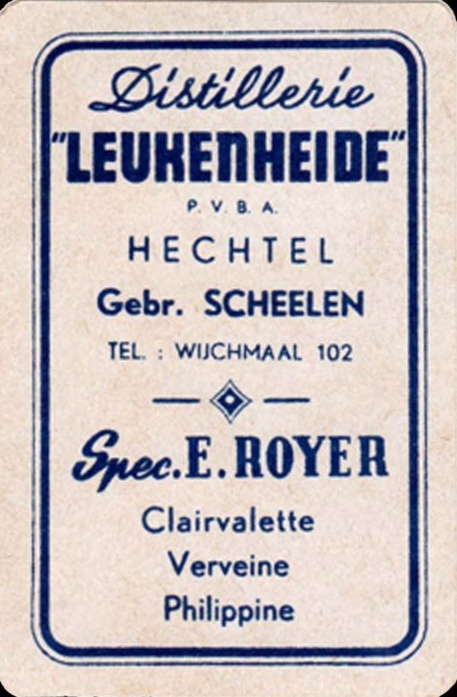 Distillerie
"LEUKENHEIDE"
P. V. B. A.
HECHTEL
Gebr. SCHEELEN
TEL. : WIJCHMAAL 102
Spec. E. ROYER
Clairvalette
Verveine
Philippine